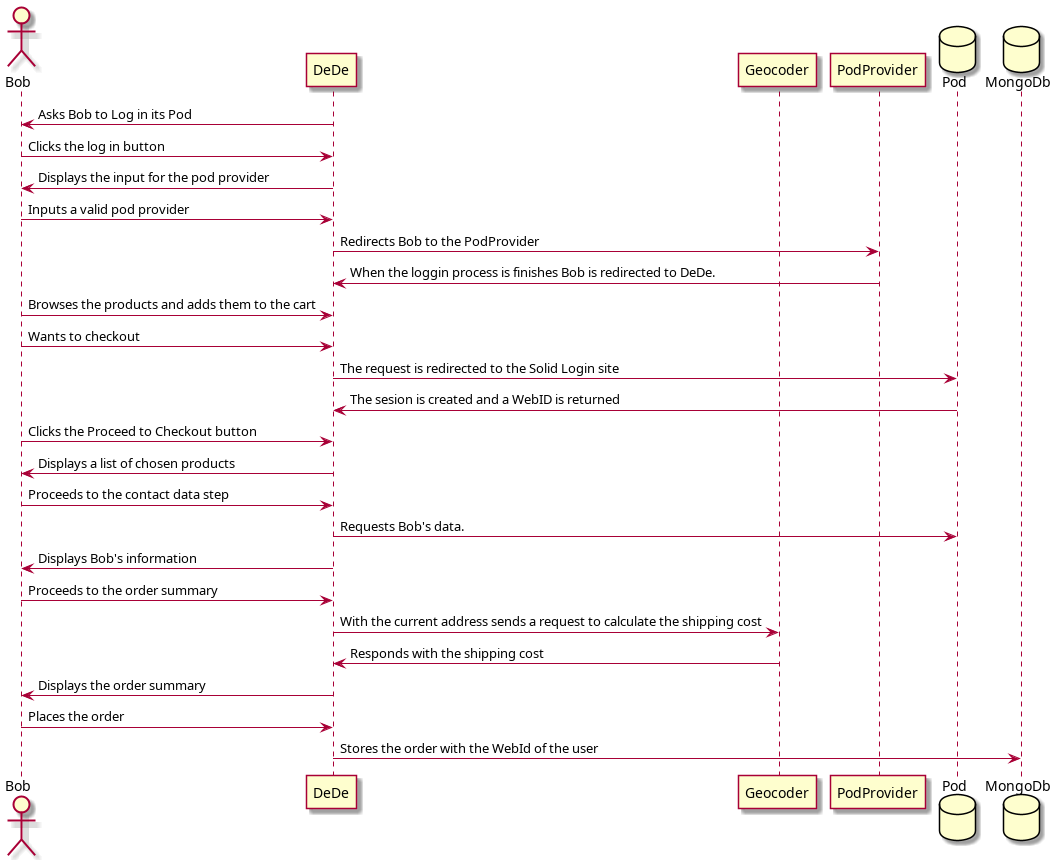 Bob
DeDe
Geocoder
PodProvider
Pod
MongoDb
Asks Bob to Log in its Pod
Clicks the log in button
Displays the input for the pod provider
Inputs a valid pod provider
Redirects Bob to the PodProvider
When the loggin process is finishes Bob is redirected to DeDe.
Browses the products and adds them to the cart
Wants to checkout
The request is redirected to the Solid Login site
The sesion is created and a WebID is returned
Clicks the Proceed to Checkout button
Displays a list of chosen products
Proceeds to the contact data step
Requests Bob's data.
Displays Bob's information
Proceeds to the order summary
With the current address sends a request to calculate the shipping cost
Responds with the shipping cost
Displays the order summary
Places the order
Stores the order with the WebId of the user
Bob
DeDe
Geocoder
PodProvider
Pod
MongoDb